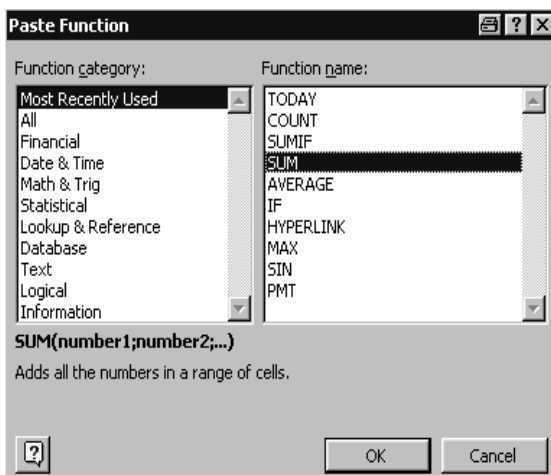 Paste Function
Function category:
Most Recently Used
All
Financial
Date & Time
Math & Trig
Statistical
Lookup & Reference
Database
Text
Logical
Information
Function name:
TODAY
COUNT
SUMIF
SUM
AVERAGE
IF
HYPERLINK
MAX
SIN
PMT
SUM(number1;number2;...)
Adds all the numbers in a range of cells.
OK
Cancel